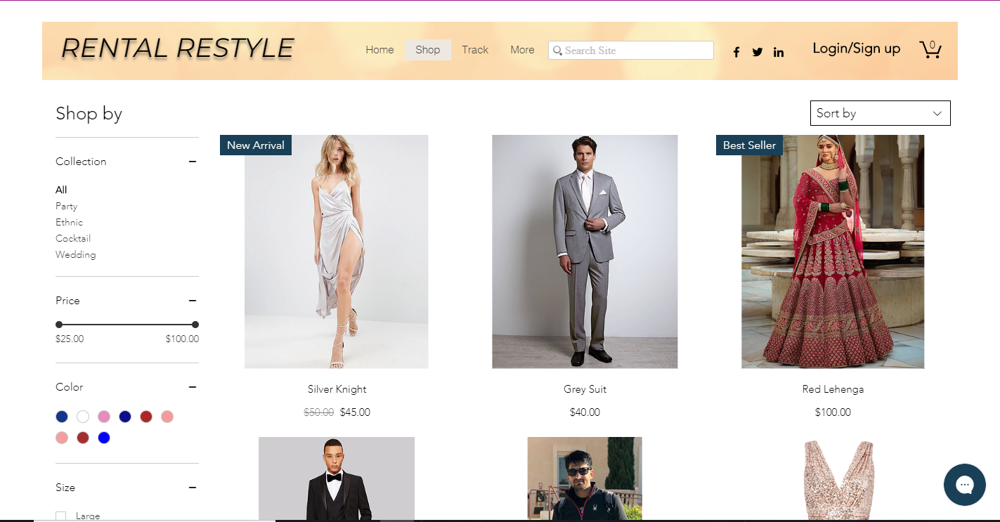 RENTAL RESTYLE
Home Shop Track More Search Site Login/Sign up 0
Shop by
Sort by
Collection
All
Party
Ethnic
Cocktail
Wedding
Price
$25.00 $100.00
Color
Size
Large
New Arrival
Silver Knight
$50.00 $45.00
Grey Suit
$40.00
Best Seller
Red Lehenga
$100.00